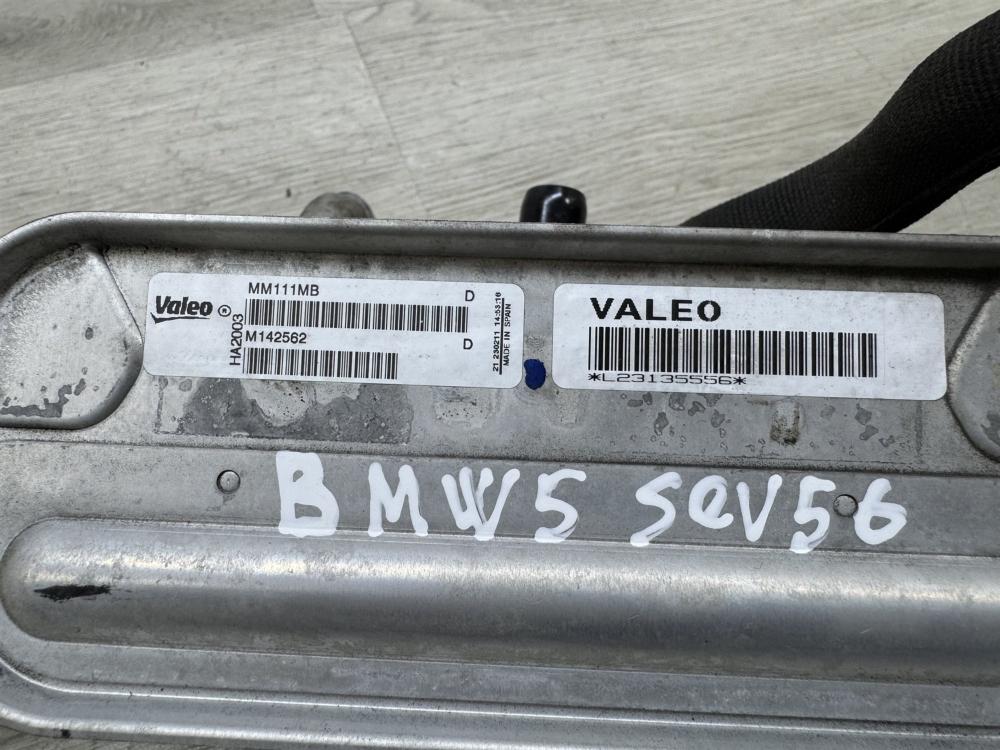 Valeo ®
HA2003
MM111MB D
M142562 D
21 230211 14:53:16
MADE IN SPAIN
VALEO
*L23135556*
BMW5 SeV56